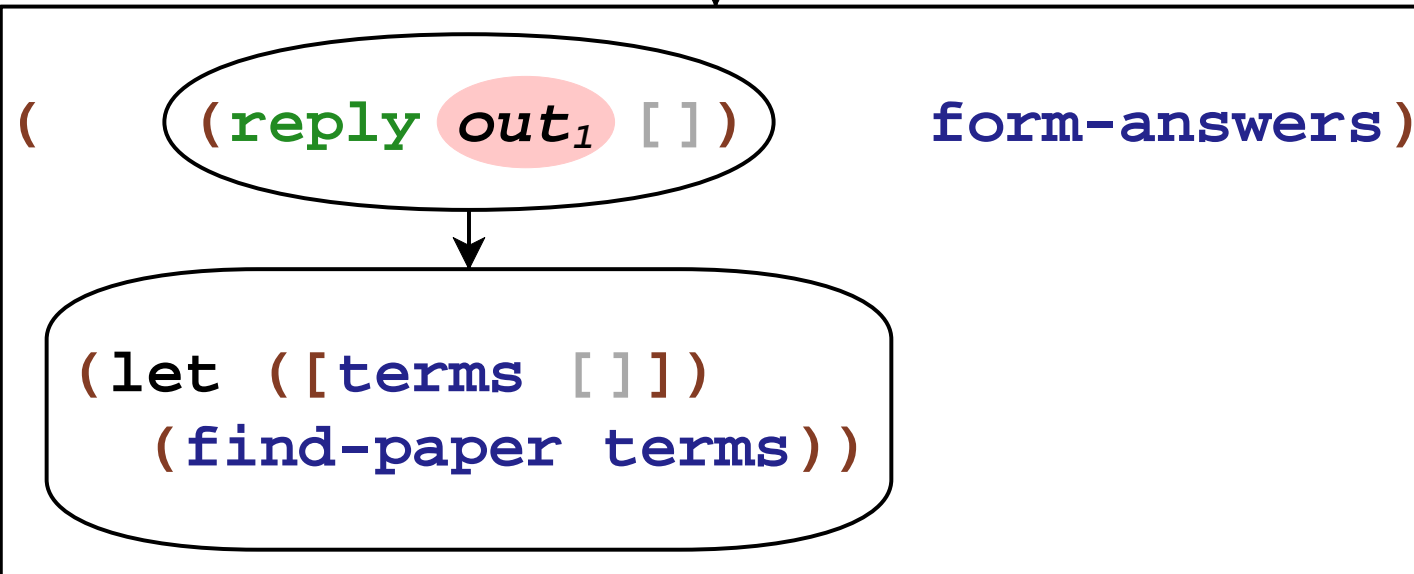 ( (reply out₁ []) form-answers)
(let ([terms []])
(find-paper terms))